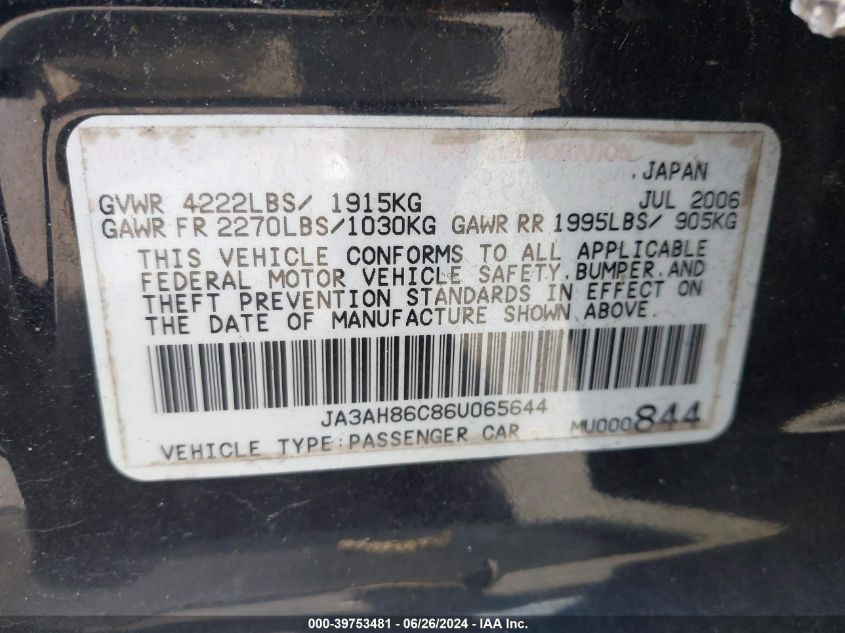 MOTORS CORPORATION
.JAPAN
GVWR 4222LBS/ 1915KG JUL 2006
GAWR FR 2270LBS/1030KG GAWR RR 1995LBS/ 905KG
THIS VEHICLE CONFORMS TO ALL APPLICABLE
FEDERAL MOTOR VEHICLE SAFETY, BUMPER, AND
THEFT PREVENTION STANDARDS IN EFFECT ON
THE DATE OF MANUFACTURE SHOWN ABOVE.
JA3AH86C86U065644
VEHICLE TYPE:PASSENGER CAR MU000844
000-39753481 - 06/26/2024 - © IAA Inc.